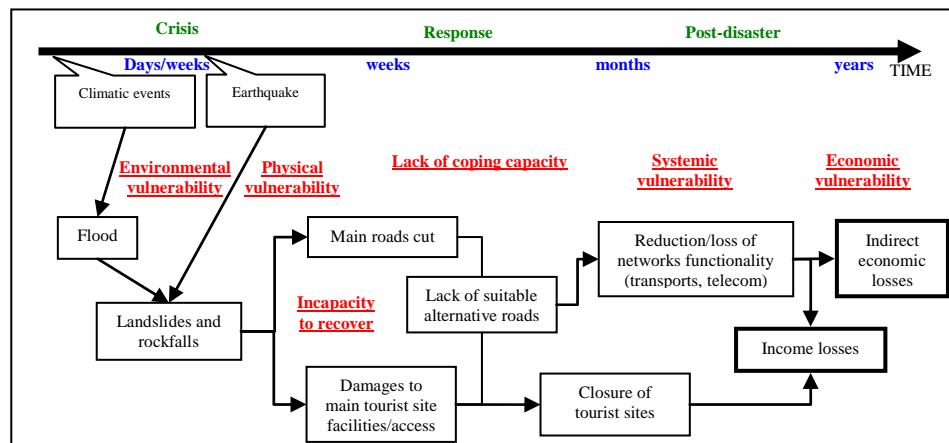 Crisis
Response
Post-disaster
Days/weeks
weeks
months
years
TIME
Climatic events
Earthquake
Environmental
vulnerability
Physical
vulnerability
Lack of coping capacity
Systemic
vulnerability
Economic
vulnerability
Flood
Main roads cut
Reduction/loss of
networks functionality
(transports, telecom)
Indirect
economic
losses
Lack of suitable
alternative roads
Incapacity
to recover
Landslides and
rockfalls
Income losses
Damages to
main tourist site
facilities/access
Closure of
tourist sites